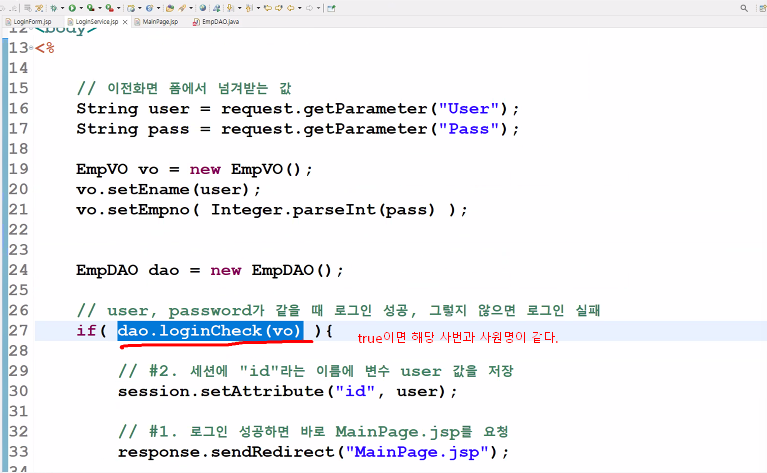 LoginForm.jsp LoginService.jsp MainPage.jsp EmpDAO.java
12 <body>
13 <%
14
15 // 이전화면 폼에서 넘겨받는 값
16 String user = request.getParameter("User");
17 String pass = request.getParameter("Pass");
18
19 EmpVO vo = new EmpVO();
20 vo.setEname(user);
21 vo.setEmpno( Integer.parseInt(pass) );
22
23
24 EmpDAO dao = new EmpDAO();
25
26 // user, password가 같을 때 로그인 성공, 그렇지 않으면 로그인 실패
27 if( dao.loginCheck(vo) ){ true이면 해당 사번과 사원명이 같다.
28
29 // #2. 세션에 "id"라는 이름에 변수 user 값을 저장
30 session.setAttribute("id", user);
31
32 // #1. 로그인 성공하면 바로 MainPage.jsp를 요청
33 response.sendRedirect("MainPage.jsp");
34